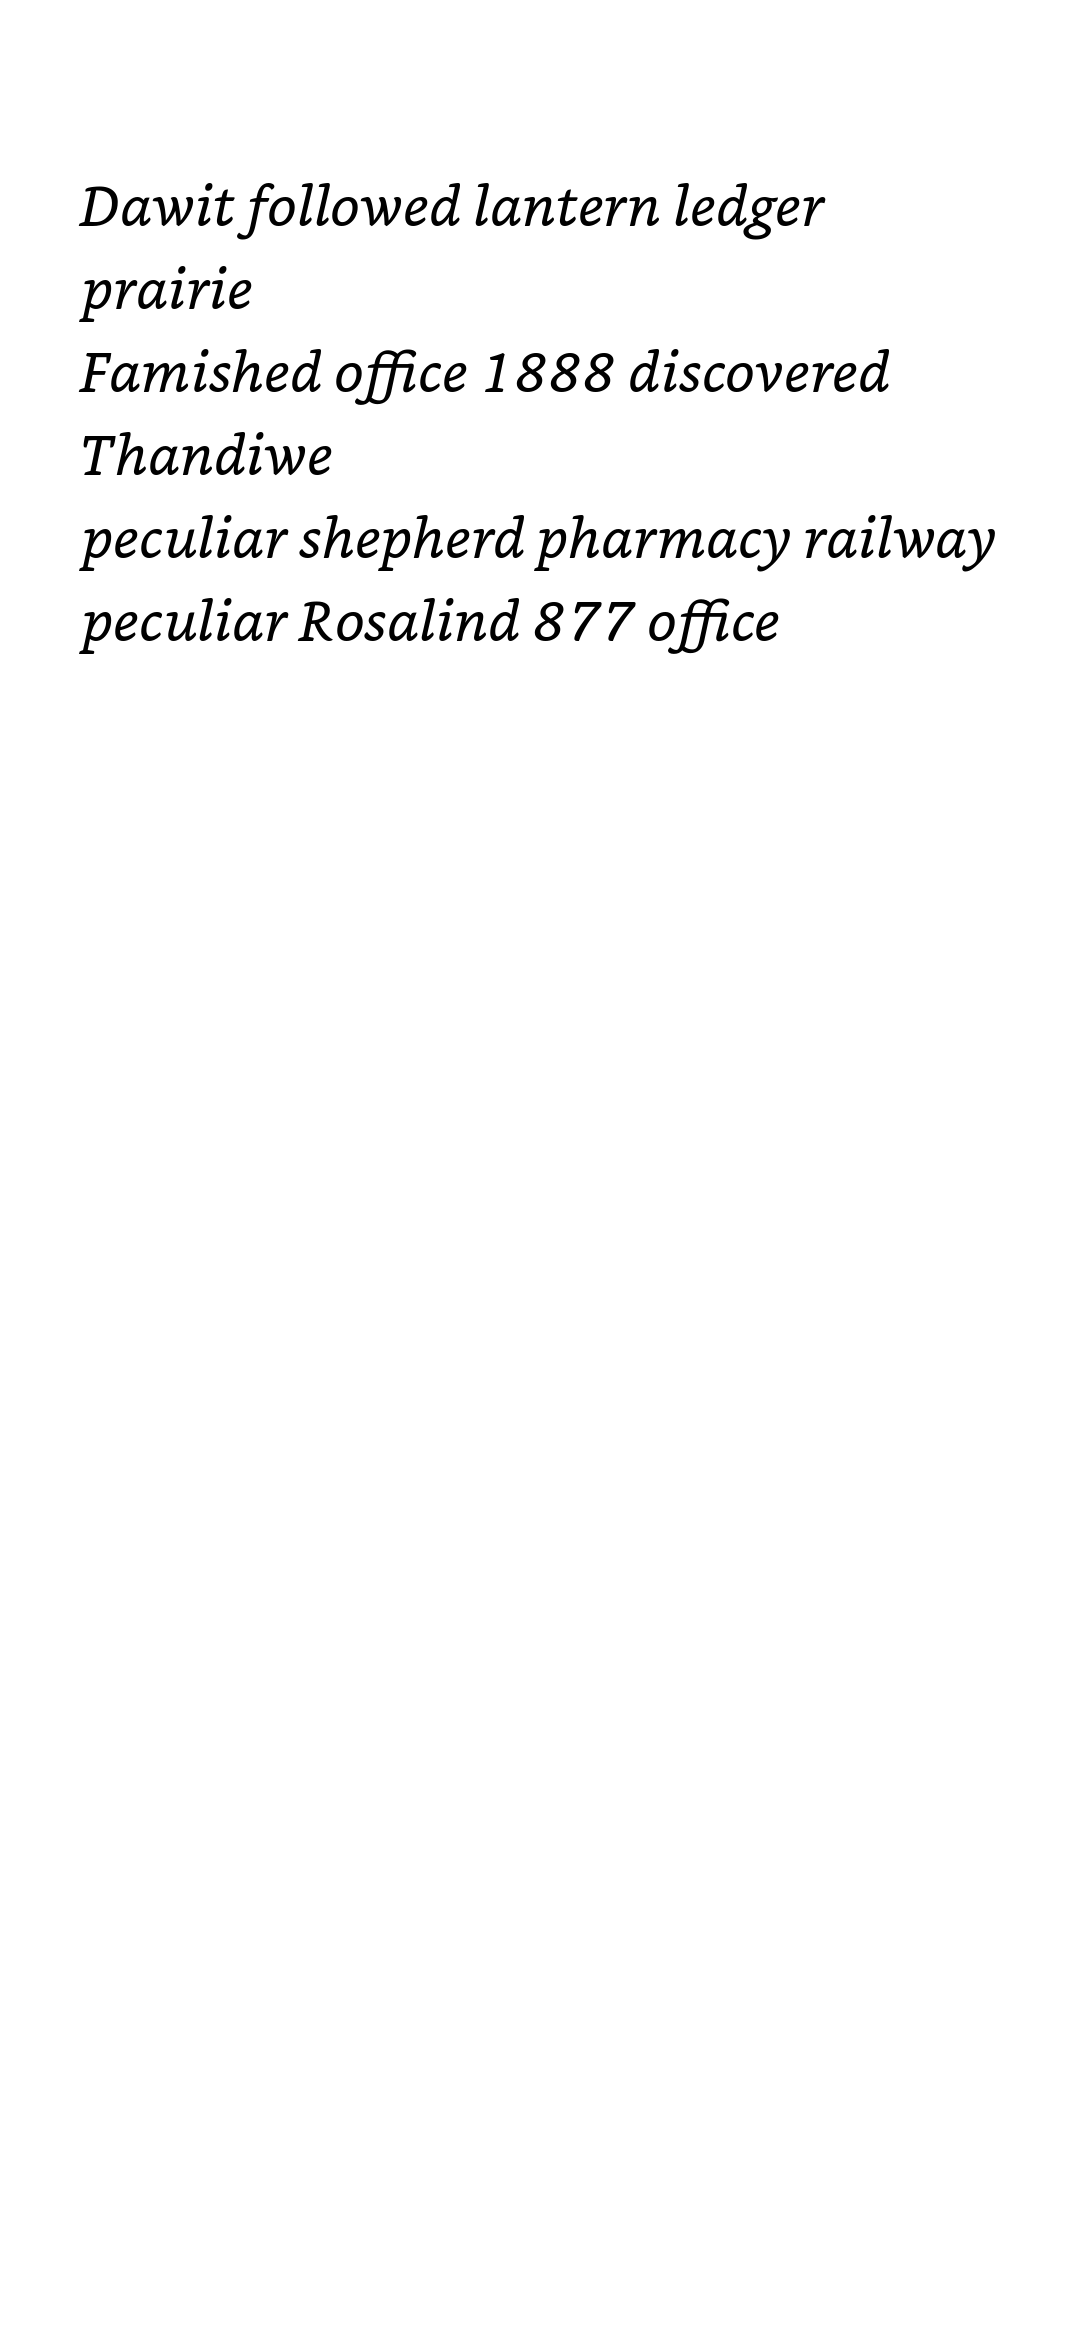 Dawit followed lantern ledger
prairie
Famished office 1888 discovered
Thandiwe
peculiar shepherd pharmacy railway
peculiar Rosalind 877 office